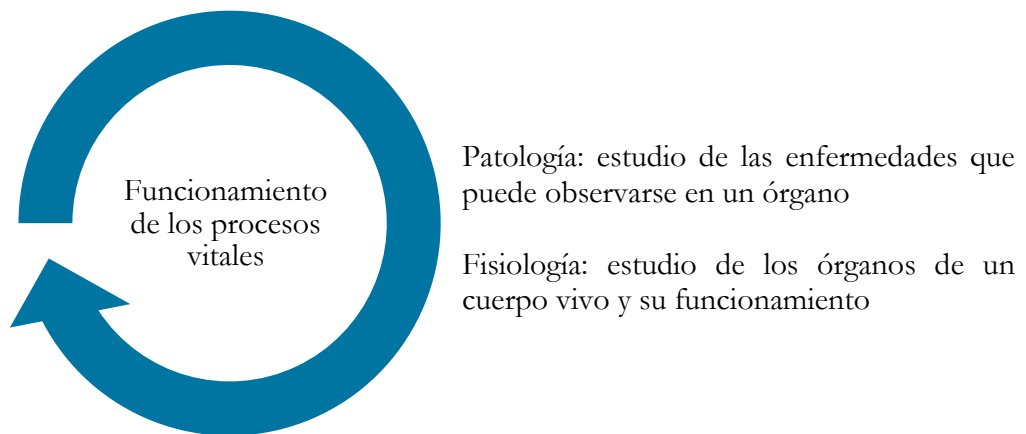 Funcionamiento
de los procesos
vitales
Patología: estudio de las enfermedades que
puede observarse en un órgano
Fisiología: estudio de los órganos de un
cuerpo vivo y su funcionamiento